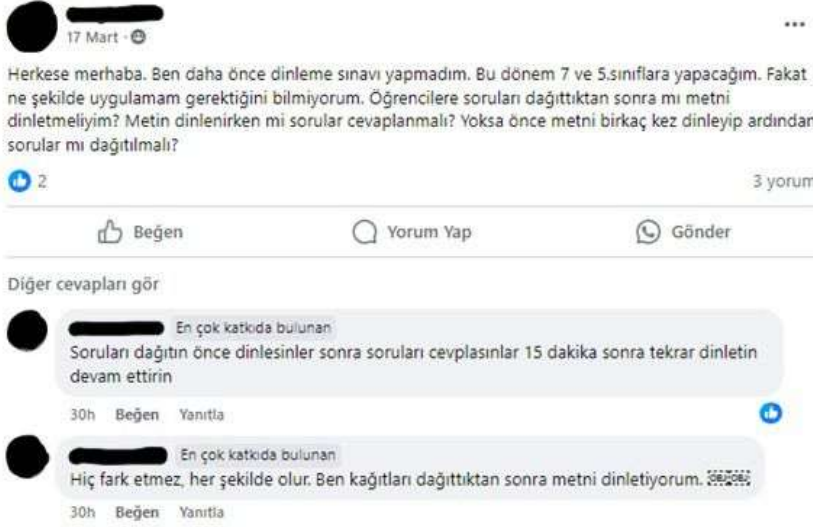 17 Mart ·
Herkese merhaba. Ben daha önce dinleme sınavı yapmadım. Bu dönem 7 ve 5.sınıflara yapacağım. Fakat
ne şekilde uygulamam gerektiğini bilmiyorum. Öğrencilere soruları dağıttıktan sonra mı metni
dinletmeliyim? Metin dinlenirken mi sorular cevaplanmalı? Yoksa önce metni birkaç kez dinleyip ardından
sorular mı dağıtılmalı?
2
3 yorum
Beğen Yorum Yap Gönder
Diğer cevapları gör
En çok katkıda bulunan
Soruları dağıtın önce dinlesinler sonra soruları cevplasınlar 15 dakika sonra tekrar dinletin
devam ettirin
30h Beğen Yanıtla
En çok katkıda bulunan
Hiç fark etmez, her şekilde olur. Ben kağıtları dağıttıktan sonra metni dinletiyorum.
30h Beğen Yanıtla